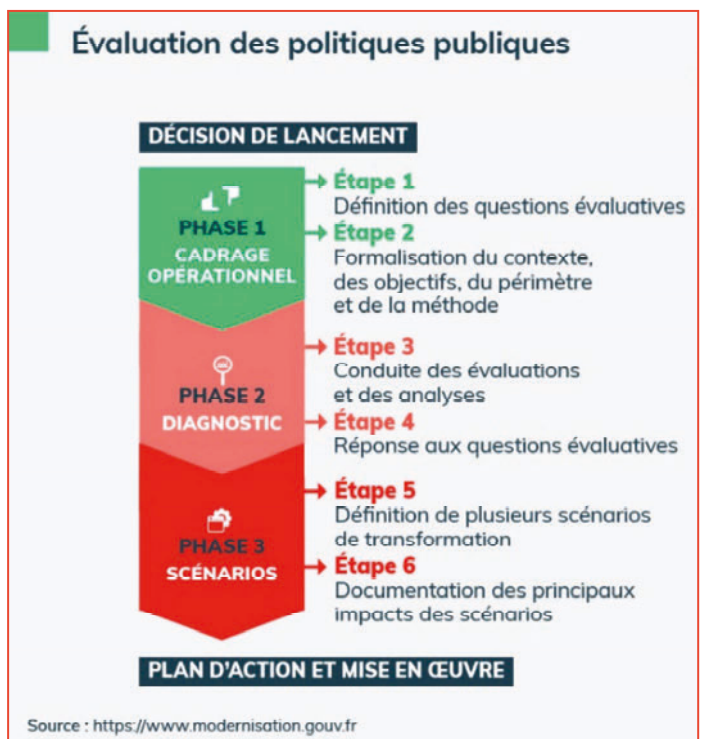 Évaluation des politiques publiques
DÉCISION DE LANCEMENT
PHASE 1
CADRAGE
OPÉRATIONNEL
Étape 1
Définition des questions évaluatives
Étape 2
Formalisation du contexte,
des objectifs, du périmètre
et de la méthode
PHASE 2
DIAGNOSTIC
Étape 3
Conduite des évaluations
et des analyses
Étape 4
Réponse aux questions évaluatives
PHASE 3
SCÉNARIOS
Étape 5
Définition de plusieurs scénarios
de transformation
Étape 6
Documentation des principaux
impacts des scénarios
PLAN D'ACTION ET MISE EN ŒUVRE
Source : https://www.modernisation.gouv.fr